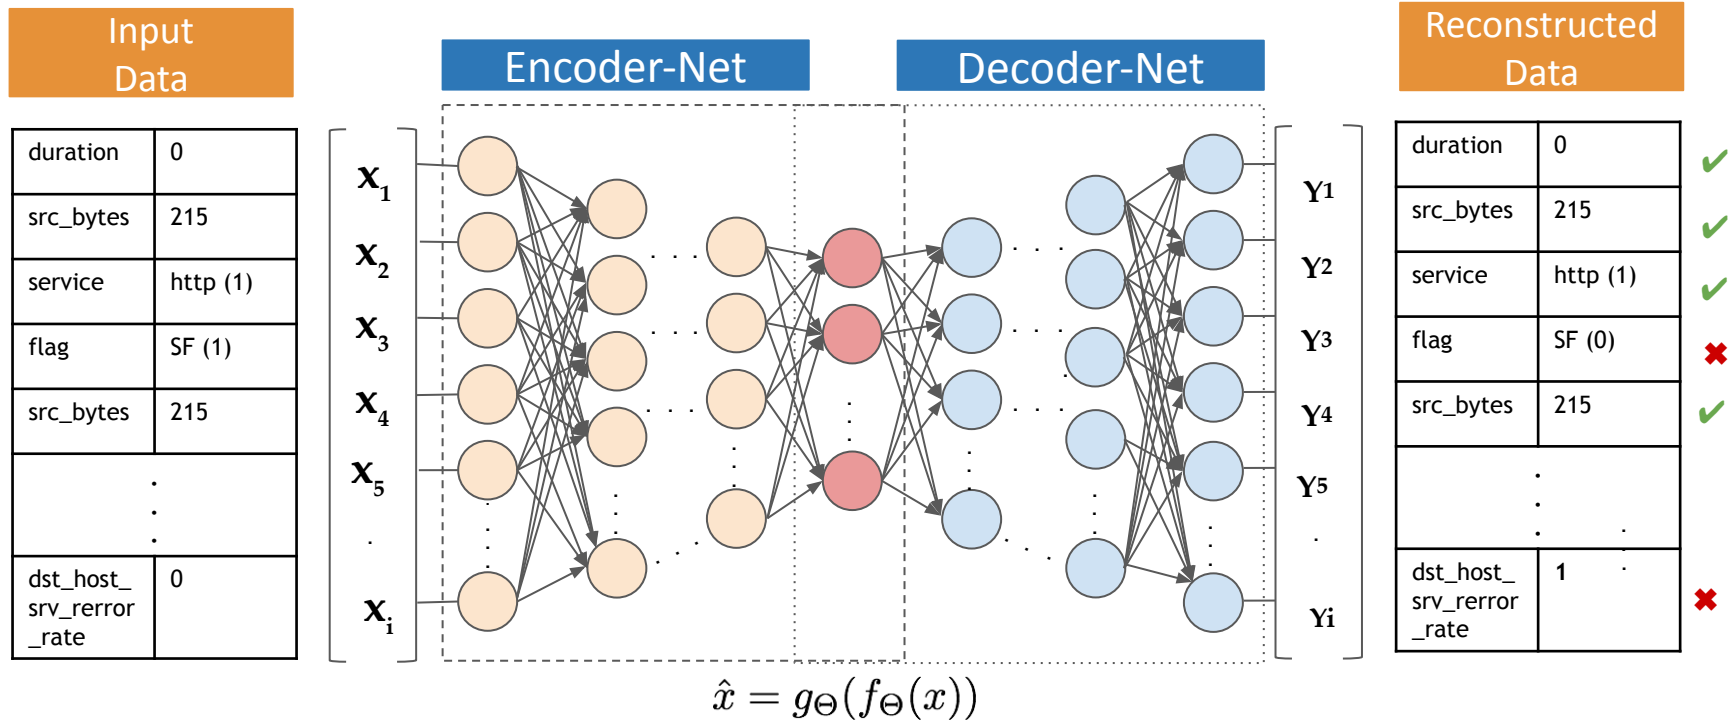 Input
Data
Encoder-Net
Decoder-Net
Reconstructed
Data
duration 0
src_bytes 215
service http (1)
flag SF (1)
src_bytes 215
dst_host_ 0
srv_rerror
_rate
x1
x2
x3
x4
x5
xi
Y1
Y2
Y3
Y4
Y5
Yi
duration 0 ✔
src_bytes 215 ✔
service http (1) ✔
flag SF (0) ✖
src_bytes 215 ✔
dst_host_ 1 ✖
srv_rerror
_rate
x̂ = gΘ(fΘ(x))